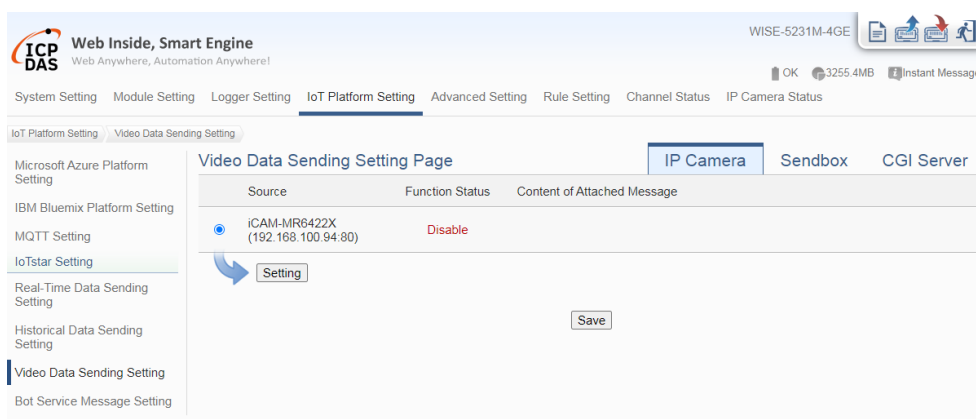 WISE-5231M-4GE
ICP
DAS
Web Inside, Smart Engine
Web Anywhere, Automation Anywhere!
OK 3255.4MB Instant Message
System Setting Module Setting Logger Setting IoT Platform Setting Advanced Setting Rule Setting Channel Status IP Camera Status
IoT Platform Setting Video Data Sending Setting
Microsoft Azure Platform
Setting
IBM Bluemix Platform Setting
MQTT Setting
IoTstar Setting
Real-Time Data Sending
Setting
Historical Data Sending
Setting
Video Data Sending Setting
Bot Service Message Setting
Video Data Sending Setting Page
IP Camera Sendbox CGI Server
Source Function Status Content of Attached Message
iCAM-MR6422X
(192.168.100.94:80)
Disable
Setting
Save